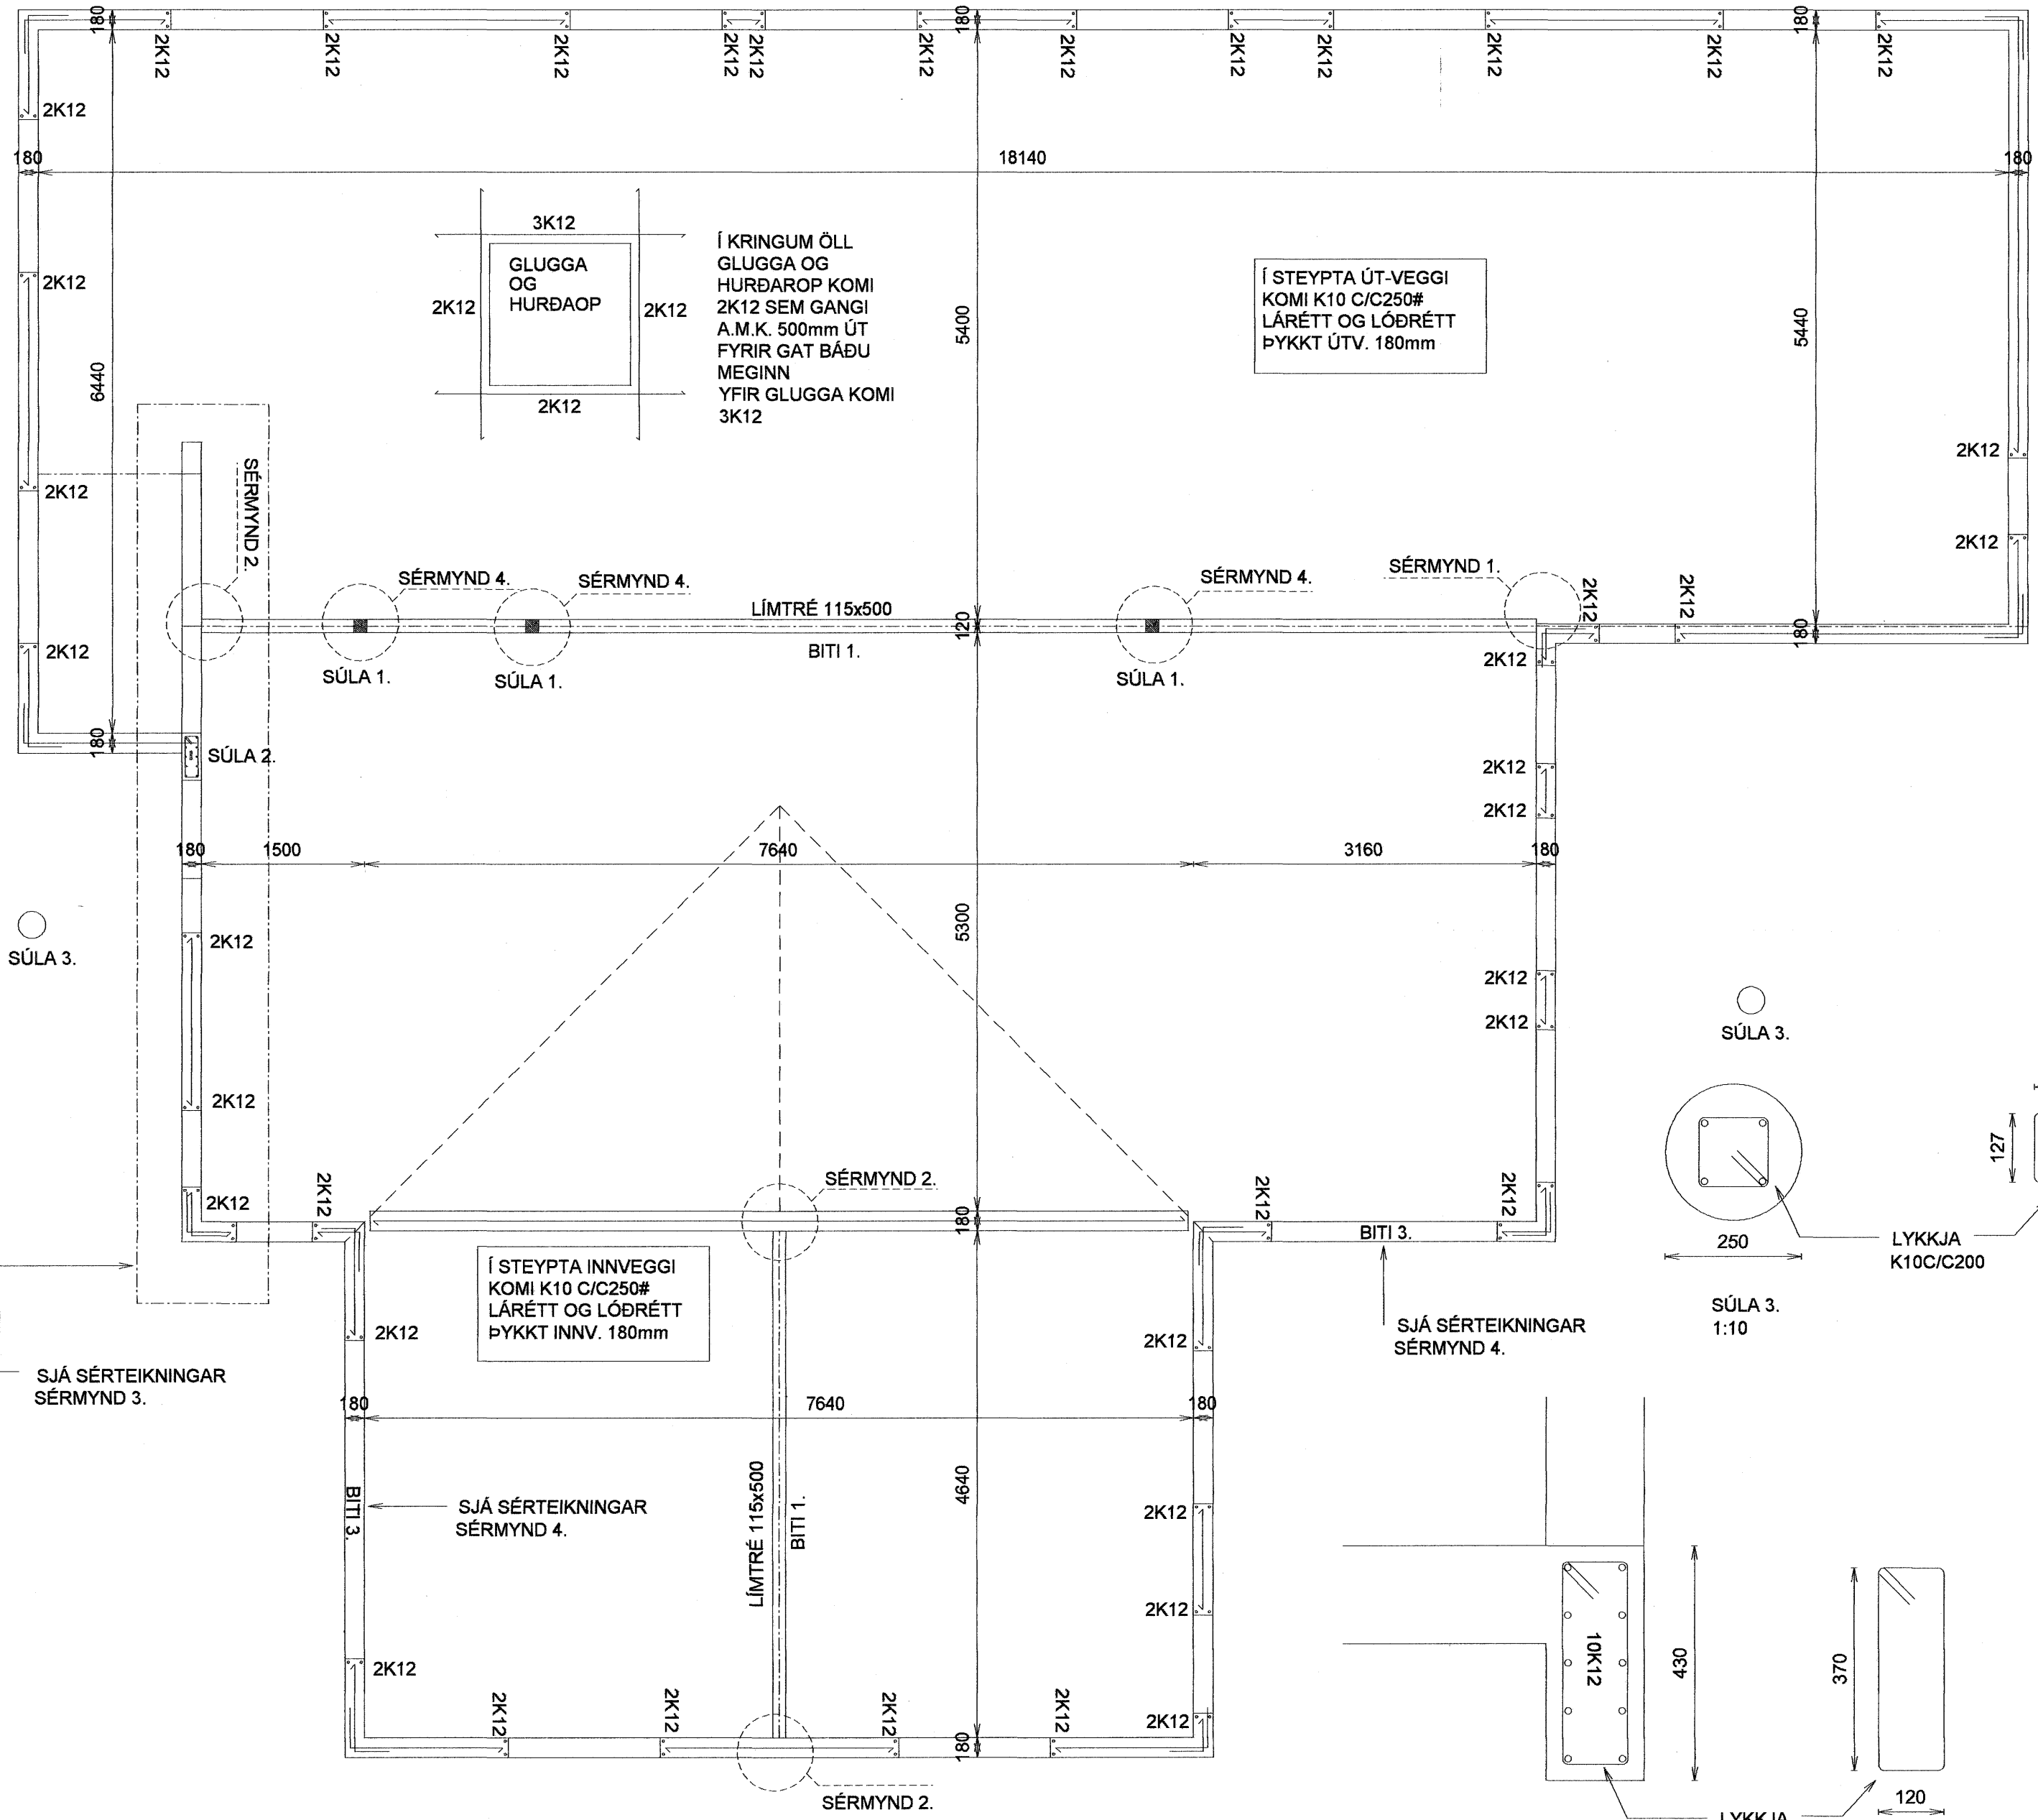 180
180
180
2K12
2K12
2K12
2K12
2K12
2K12
2K12
2K12
2K12
2K12
2K12
2K12
2K12
180
18140
180
3K12
GLUGGA
OG
HURÐAOP
2K12
2K12
2K12
Í KRINGUM ÖLL
GLUGGA OG
HURÐAROP KOMI
2K12 SEM GANGI
A.M.K. 500mm ÚT
FYRIR GAT BÁÐU
MEGINN
YFIR GLUGGA KOMI
3K12
Í STEYPTA ÚT-VEGGI
KOMI K10 C/C250#
LÁRÉTT OG LÓÐRÉTT
ÞYKKT ÚTV. 180mm
2K12
6440
5400
5440
2K12
2K12
2K12
2K12
SÉRMYND 2.
SÉRMYND 4.
SÉRMYND 4.
SÉRMYND 4.
SÉRMYND 1.
2K12
2K12
LÍMTRÉ 115x500
BITI 1.
120
180
SÚLA 1.
SÚLA 1.
SÚLA 1.
2K12
180
SÚLA 2.
2K12
2K12
180
1500
7640
3160
180
5300
SÚLA 3.
2K12
2K12
2K12
SÚLA 3.
2K12
2K12
2K12
SÉRMYND 2.
2K12
2K12
180
BITI 3.
127
250
LYKKJA
K10C/C200
SÚLA 3.
1:10
Í STEYPTA INNVEGGI
KOMI K10 C/C250#
LÁRÉTT OG LÓÐRÉTT
ÞYKKT INNV. 180mm
2K12
2K12
SJÁ SÉRTEIKNINGAR
SÉRMYND 4.
SJÁ SÉRTEIKNINGAR
SÉRMYND 3.
180
7640
180
4640
BITI 3.
SJÁ SÉRTEIKNINGAR
SÉRMYND 4.
LÍMTRÉ 115x500
BITI 1.
2K12
2K12
2K12
2K12
2K12
2K12
2K12
2K12
180
SÉRMYND 2.
10K12
430
370
120
LYKKJA